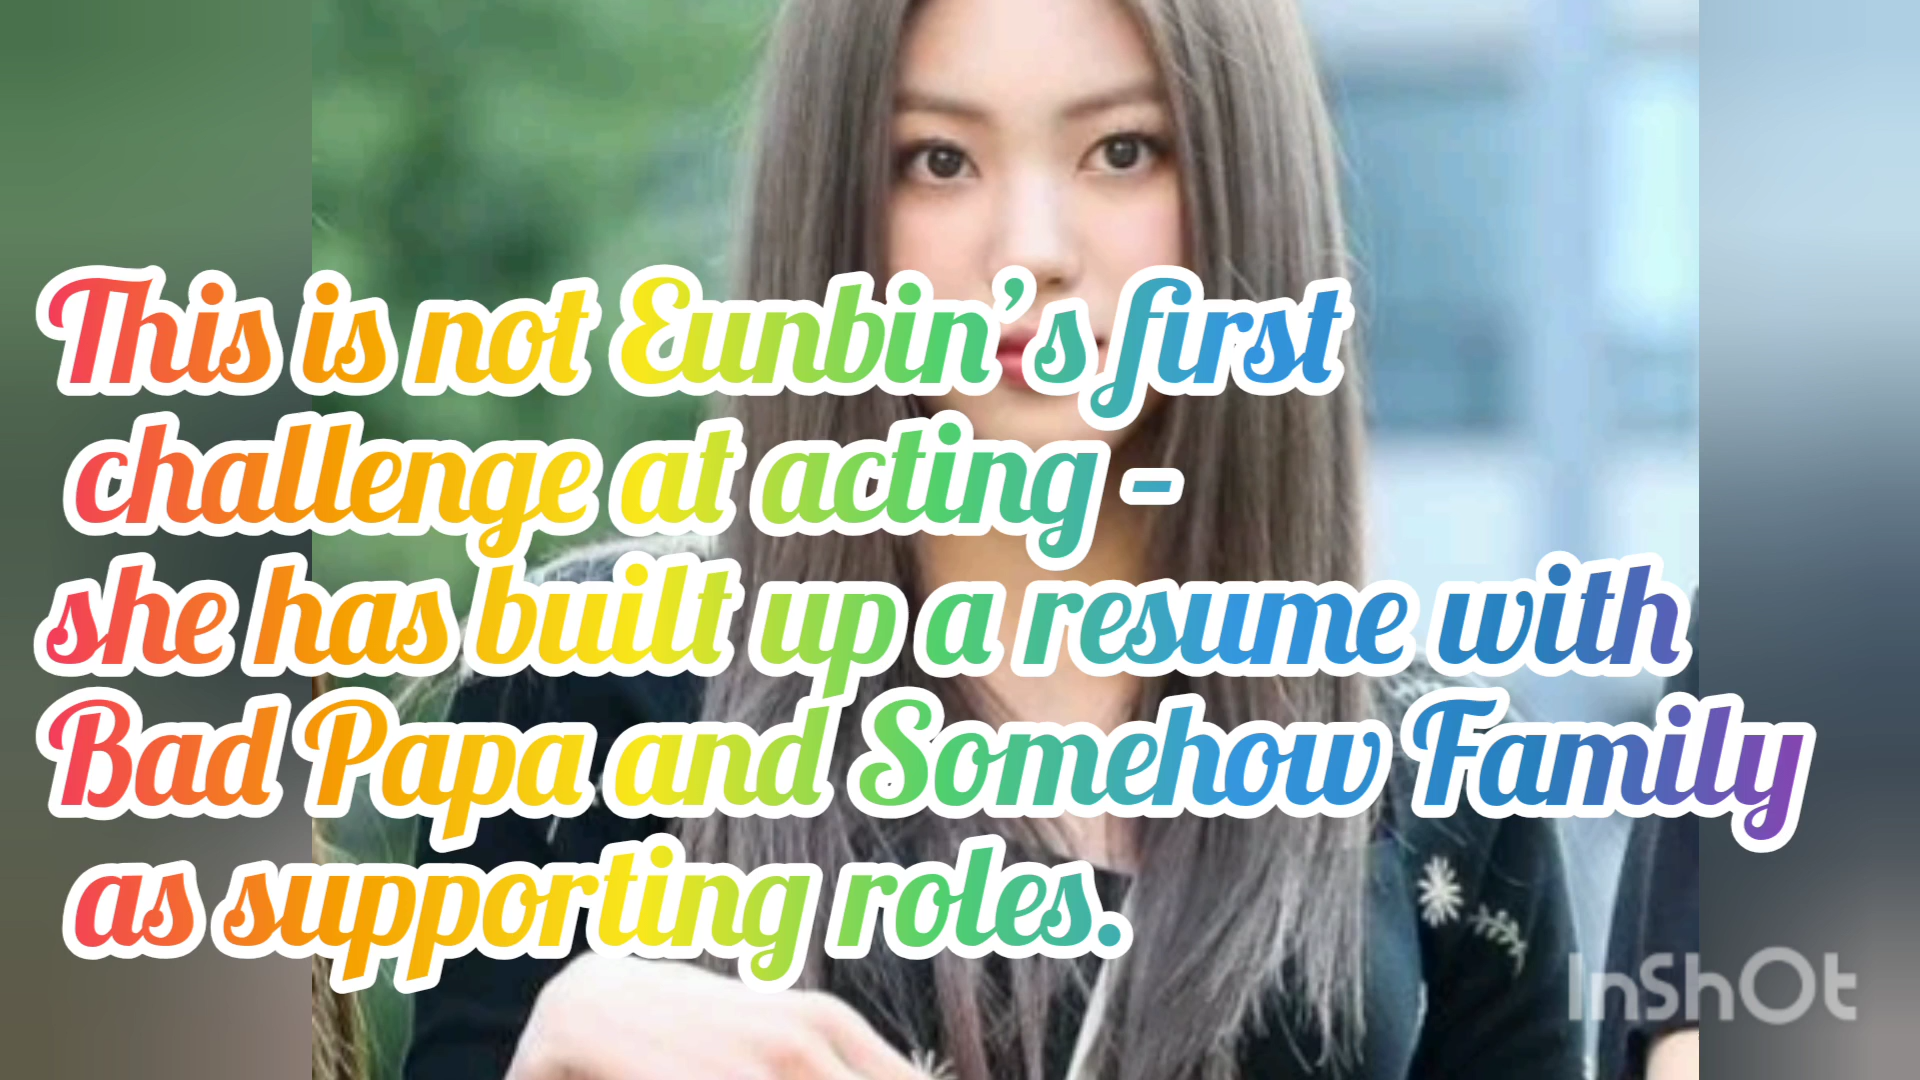 This is not Eunbin’s first
challenge at acting -
she has built up a resume with
Bad Papa and Somehow Family
as supporting roles.
InShOt